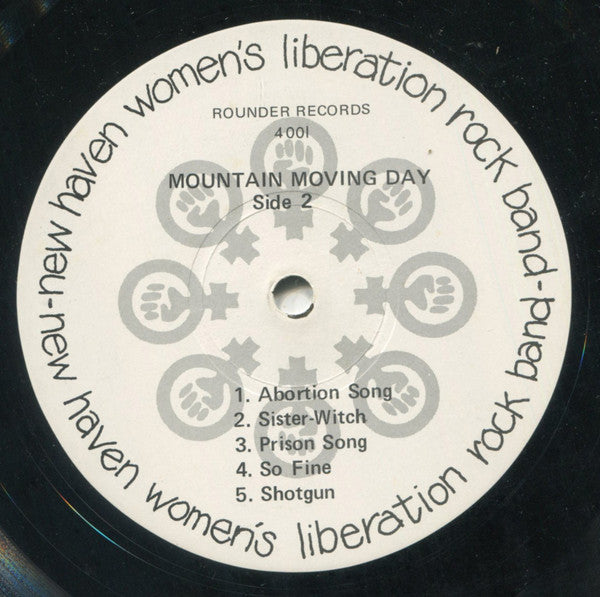 new haven women's liberation rock band-
new haven women's liberation rock band-
ROUNDER RECORDS
4001
MOUNTAIN MOVING DAY
Side 2
1. Abortion Song
2. Sister-Witch
3. Prison Song
4. So Fine
5. Shotgun